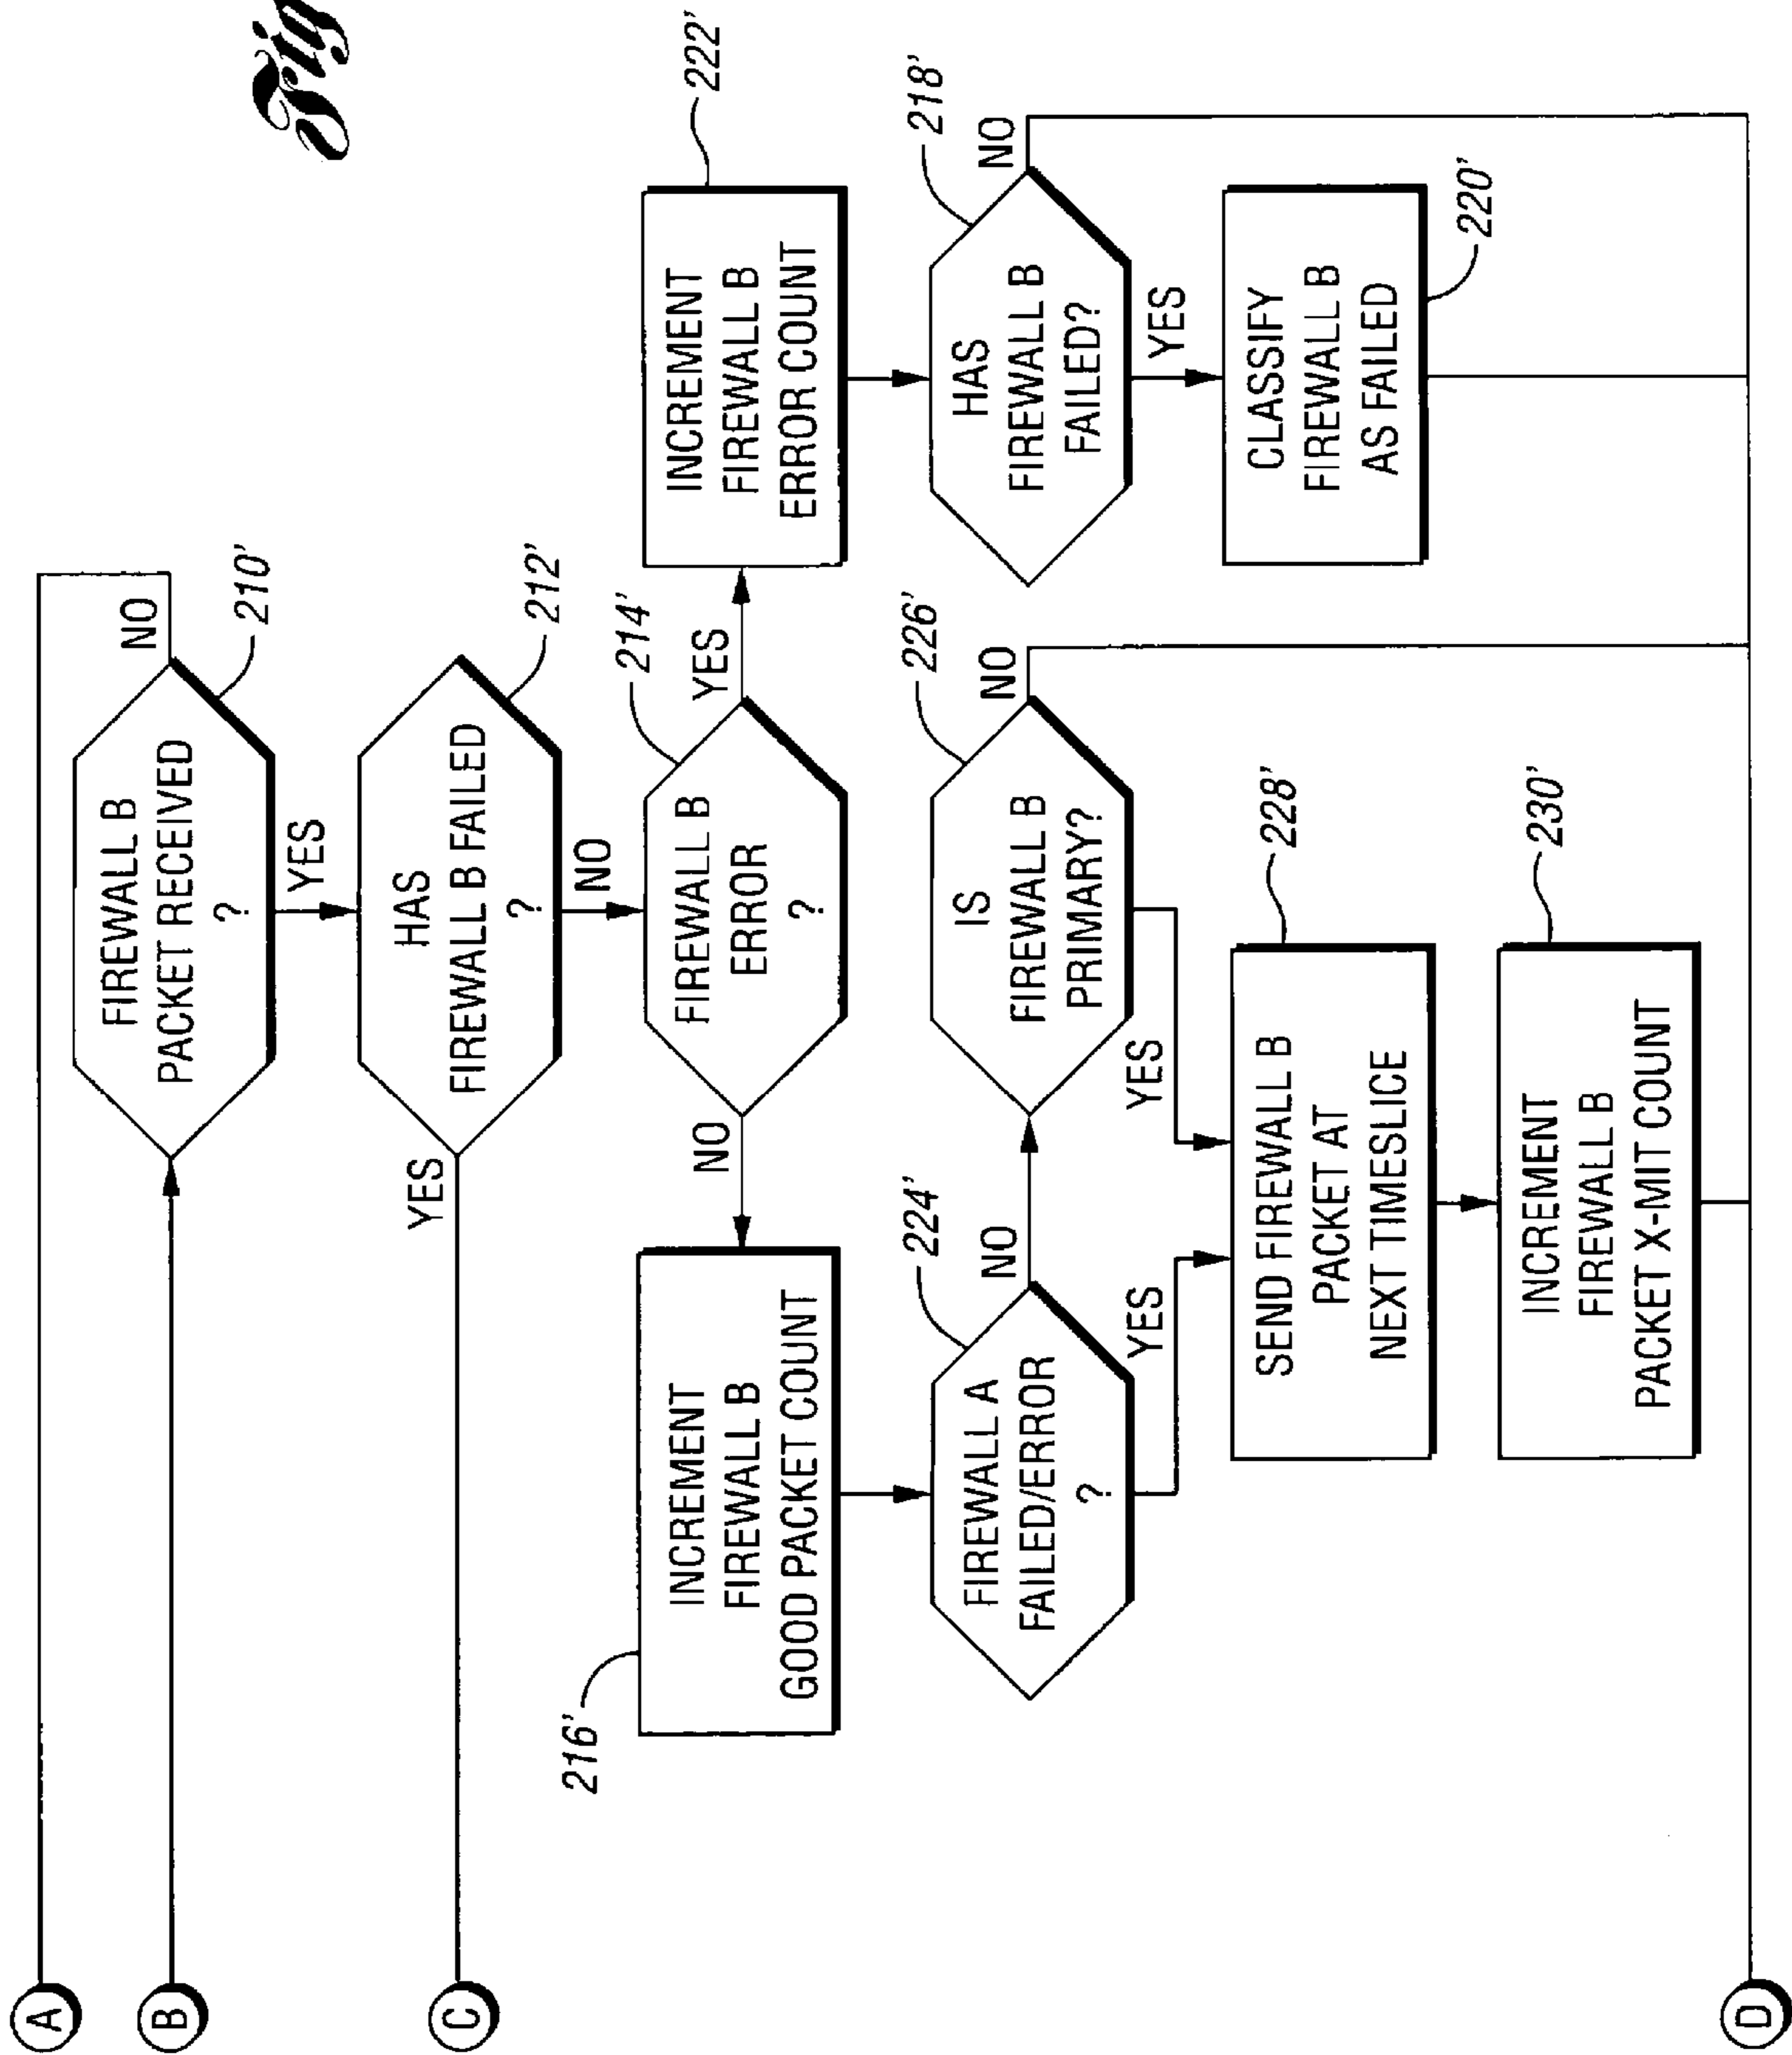 Fig
A
B
NO
FIREWALL B
PACKET RECEIVED
?
210'
YES
C
YES
HAS
FIREWALL B FAILED
?
212'
NO
FIREWALL B
ERROR
?
214'
NO
YES
216'
INCREMENT
FIREWALL B
GOOD PACKET COUNT
INCREMENT
FIREWALL B
ERROR COUNT
222'
FIREWALL A
FAILED/ERROR
?
224'
NO
YES
IS
FIREWALL B
PRIMARY?
226'
NO
YES
HAS
FIREWALL B
FAILED?
218'
NO
YES
SEND FIREWALL B
PACKET AT
NEXT TIMESLICE
228'
CLASSIFY
FIREWALL B
AS FAILED
220'
INCREMENT
FIREWALL B
PACKET X-MIT COUNT
230'
D